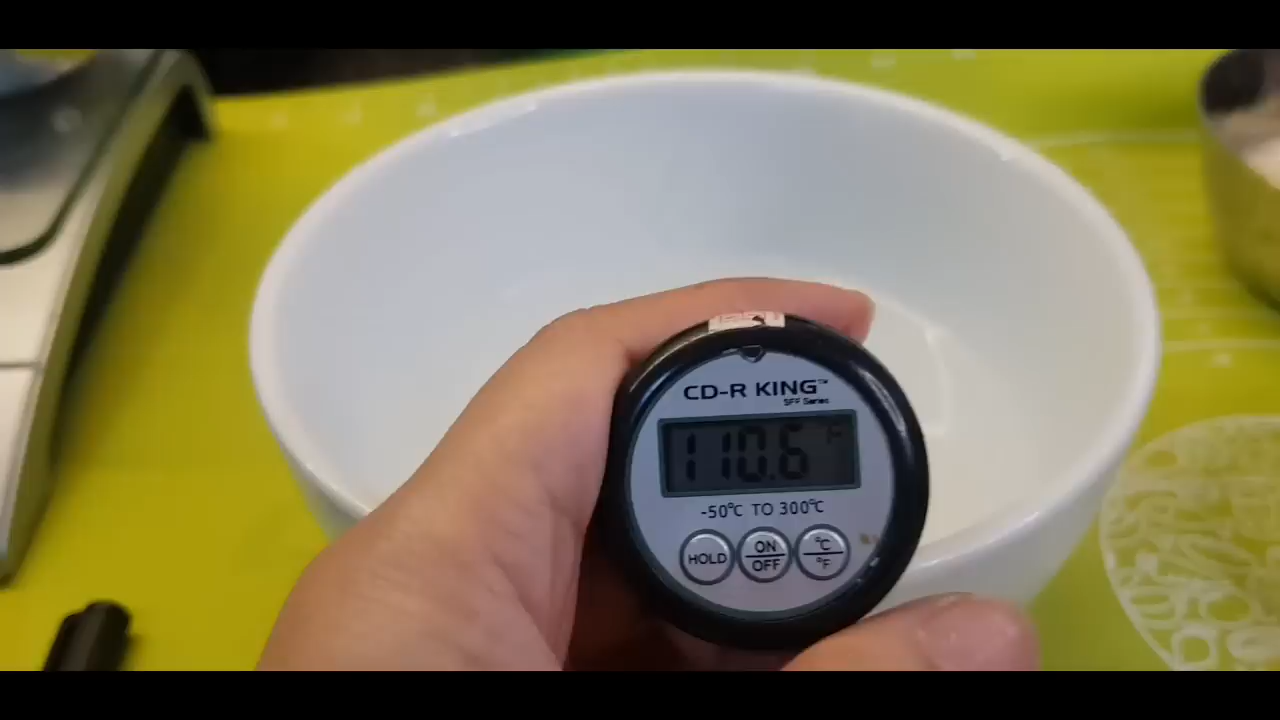 CD-R KING™
SFF Series
110.6 °F
-50°C TO 300°C
HOLD
ON
OFF
°C
°F